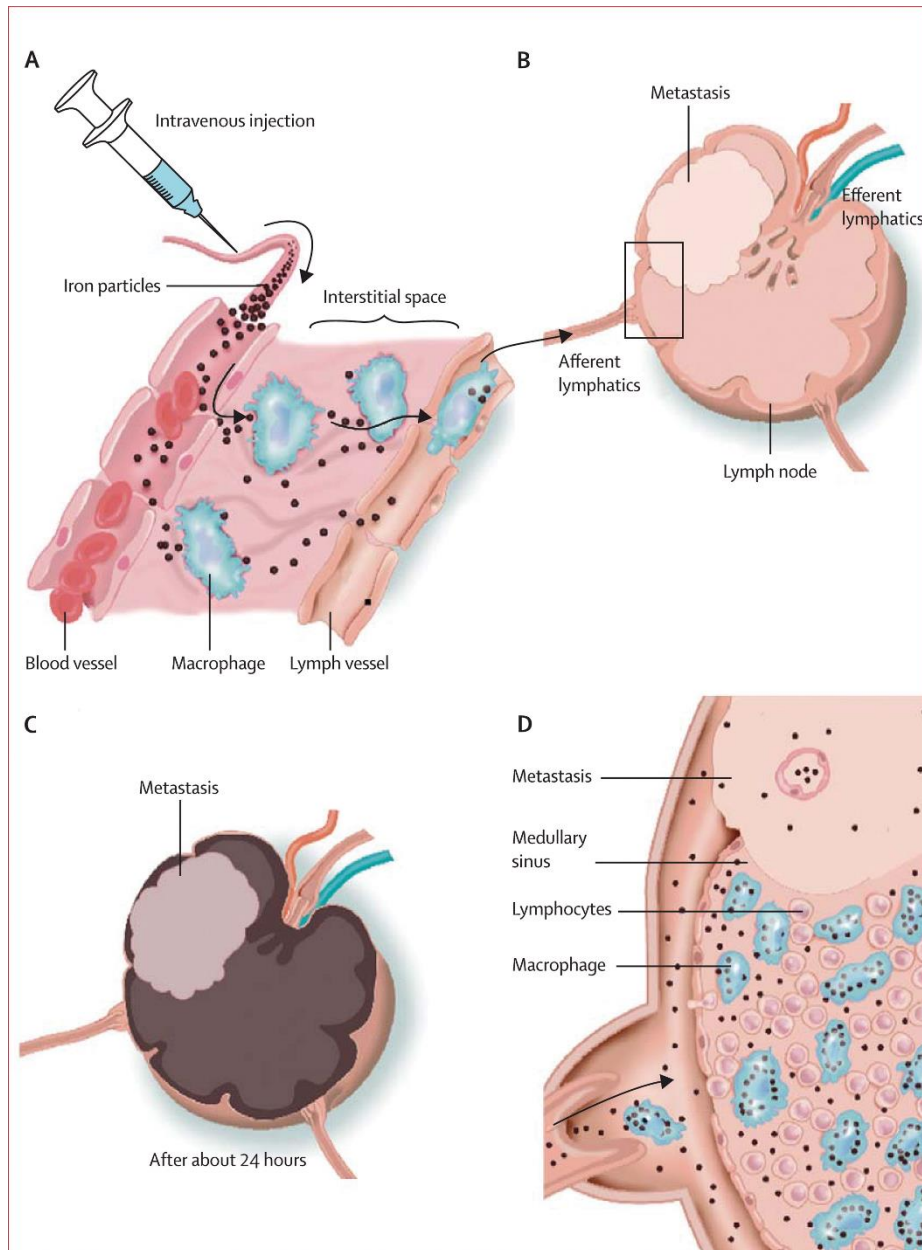 A
Intravenous injection
Iron particles
Interstitial space
Blood vessel
Macrophage
Lymph vessel
B
Metastasis
Efferent
lymphatics
Afferent
lymphatics
Lymph node
C
Metastasis
After about 24 hours
D
Metastasis
Medullary
sinus
Lymphocytes
Macrophage